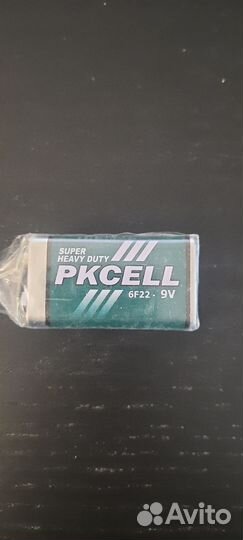 SUPER
HEAVY DUTY
PKCELL
6F22 · 9V
Avito